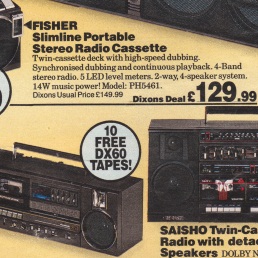 FISHER
Slimline Portable
Stereo Radio Cassette
Twin-cassette deck with high-speed dubbing.
Synchronised dubbing and continuous playback. 4-Band
stereo radio. 5 LED level meters. 2-way, 4-speaker system.
14W music power! Model: PH5461.
Dixons Usual Price £149.99
Dixons Deal £129.99
10
FREE
DX60
TAPES!
SAISHO Twin-Ca
Radio with detac
Speakers DOLBY N